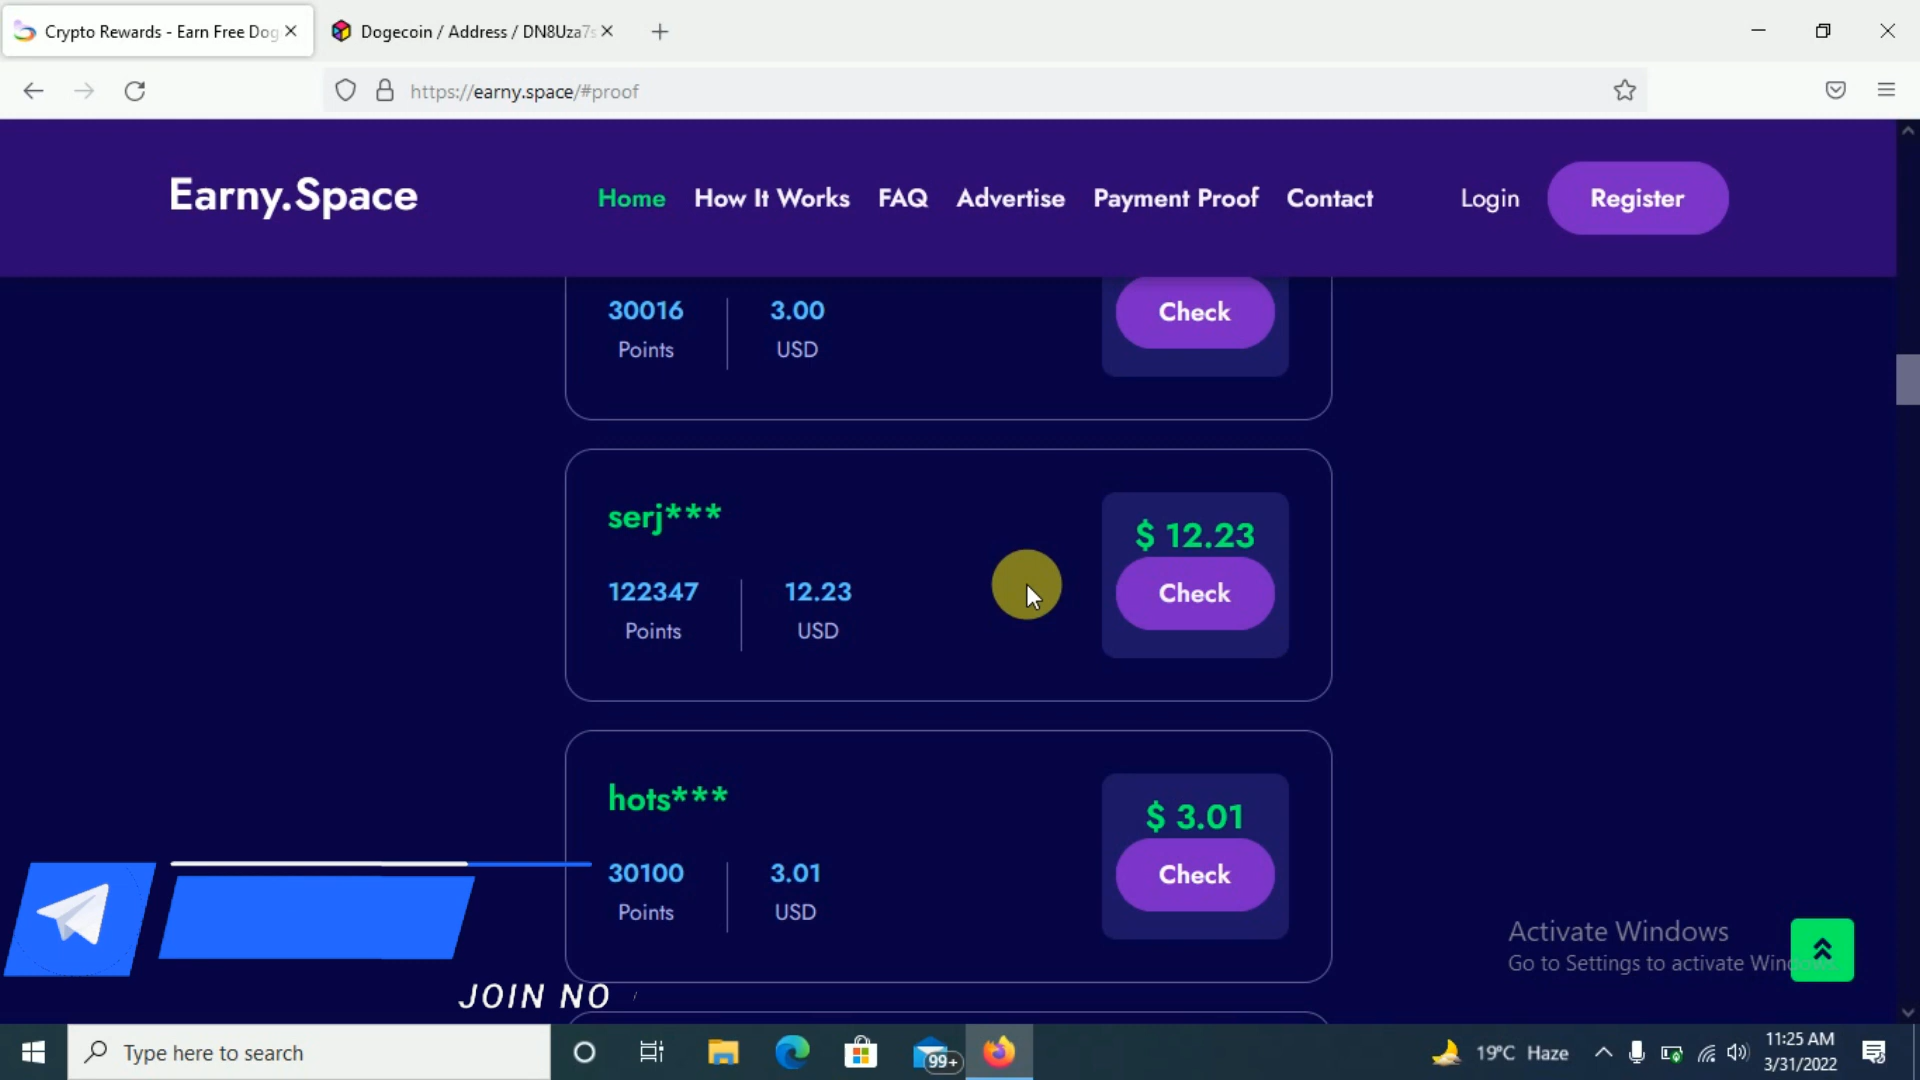 Crypto Rewards - Earn Free Dog
Dogecoin / Address / DN8Uza7s
https://earny.space/#proof
Earny.Space
Home
How It Works
FAQ
Advertise
Payment Proof
Contact
Login
Register
30016
3.00
Points
USD
Check
serj***
122347
12.23
Points
USD
$ 12.23
Check
hots***
30100
3.01
Points
USD
$ 3.01
Check
JOIN NO
Activate Windows
Go to Settings to activate Windows.
Type here to search
99+
19°C Haze
11:25 AM
3/31/2022